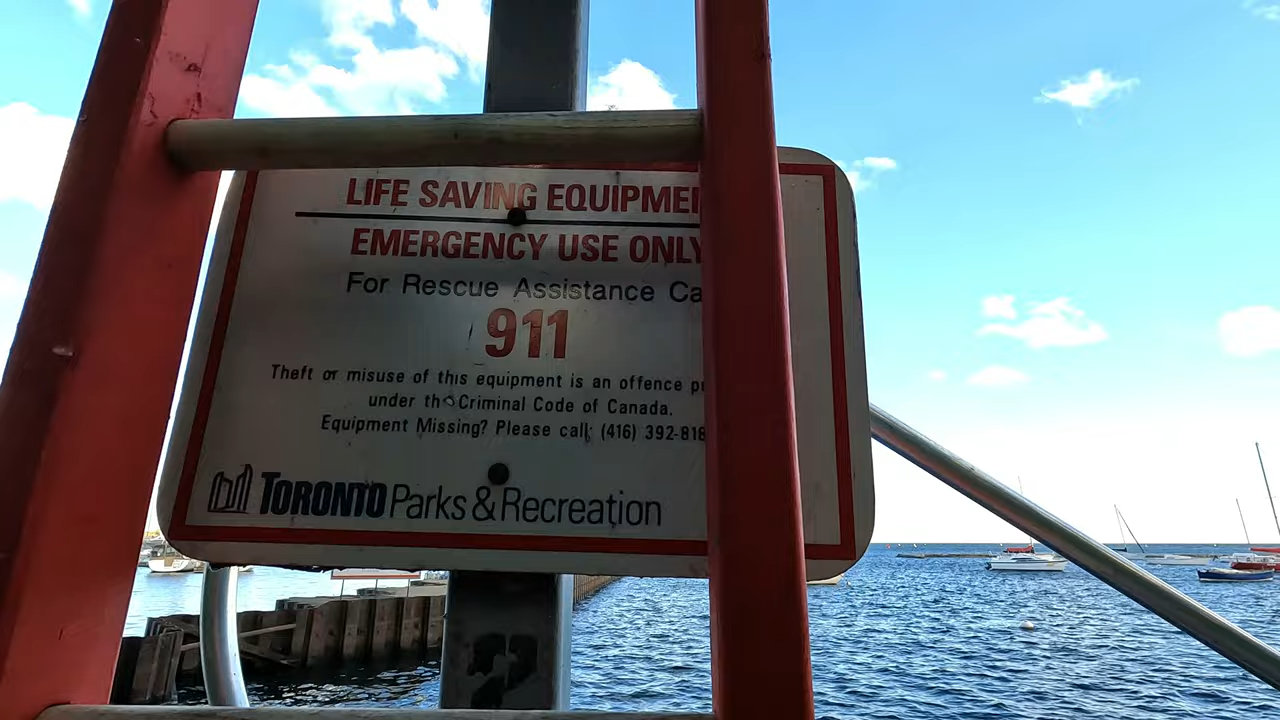 LIFE SAVING EQUIPME
EMERGENCY USE ONLY
For Rescue Assistance Ca
911
Theft or misuse of this equipment is an offence p
under the Criminal Code of Canada.
Equipment Missing? Please call: (416) 392-818
TORONTO Parks & Recreation